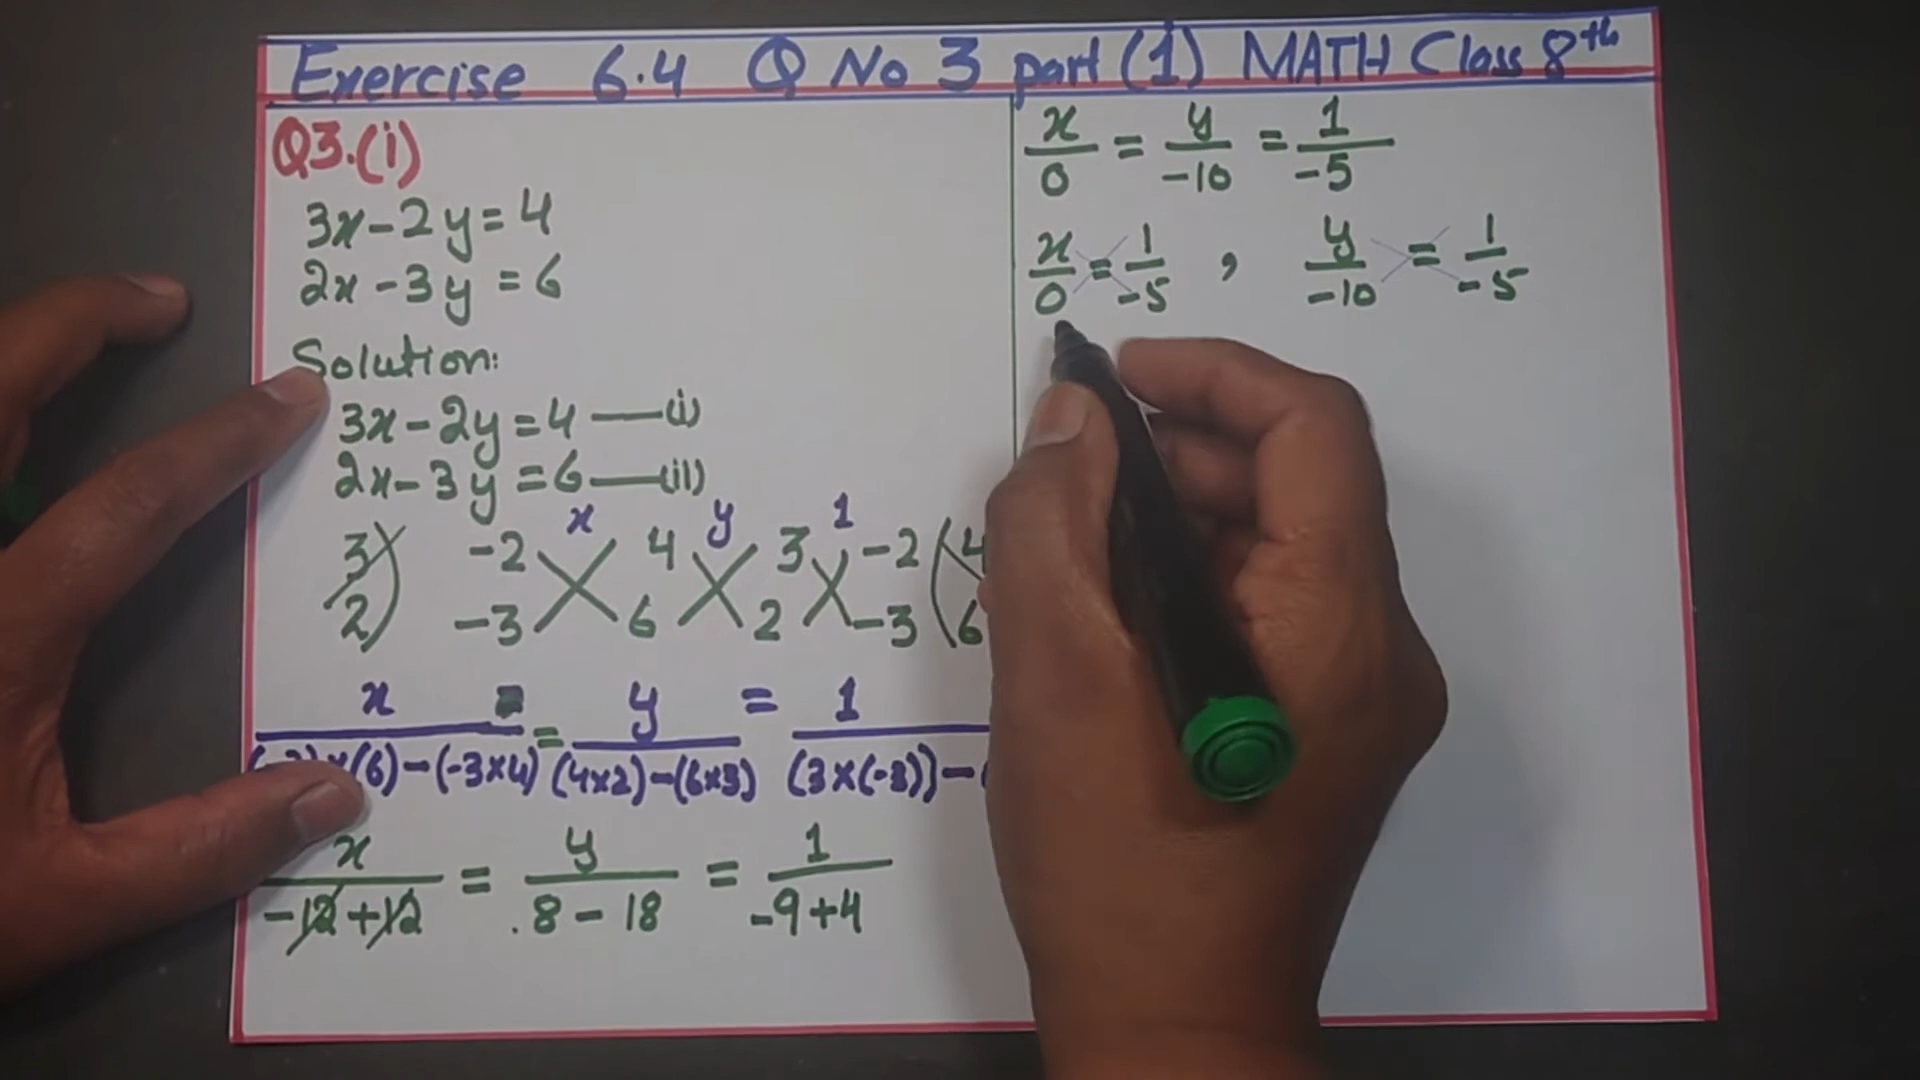 Exercise 6.4 Q No 3 part (1) MATH Class 8th
Q3.(i)
3x-2y=4
2x-3y=6
Solution:
3x-2y=4 —(i)
2x-3y=6 —(ii)
x y 1
3 -2 4 3 -2 4
2 -3 6 2 -3 6
x = y = 1
(6)-(-3×4) = (4×2)-(6×3) (3×(-3))-(
x/-12+12 = y/8-18 = 1/-9+4
x/0 = y/-10 = 1/-5
x/0 = 1/-5 , y/-10 = 1/-5